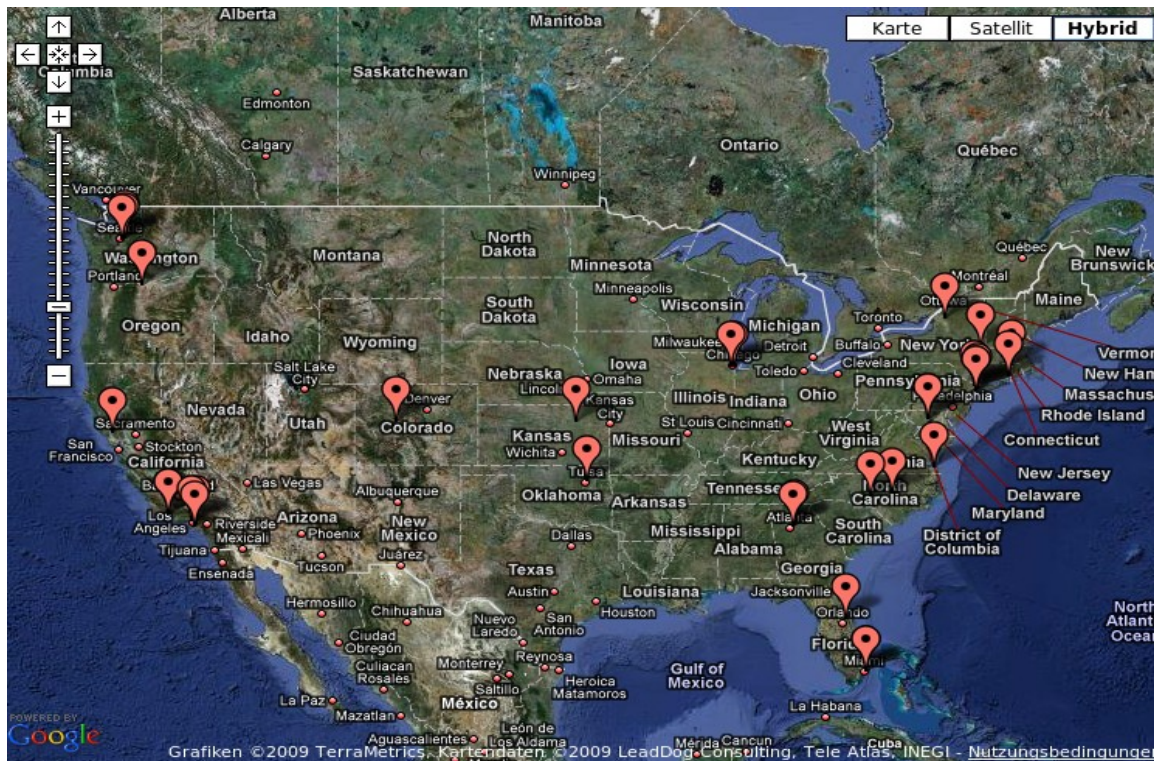 Alberta
Manitoba
Karte
Satellit
Hybrid
Columbia
Saskatchewan
Edmonton
Calgary
Ontario
Québec
Winnipeg
Vancouver
Seattle
Washington
Portland
Montana
North
Dakota
Minnesota
Minneapolis
Québec
New
Brunswick
Montréal
Ottawa
Maine
Oregon
Idaho
Wyoming
South
Dakota
Wisconsin
Milwaukee
Michigan
Detroit
Toronto
Buffalo
New York
Vermon
Salt Lake
City
Nebraska
Lincoln
Iowa
Omaha
Chicago
Toledo
Cleveland
Pennsylvania
Philadelphia
New Ham
Massachus
Rhode Island
Connecticut
New Jersey
Delaware
Maryland
District of
Columbia
Nevada
Utah
Denver
Colorado
Kansas
City
Illinois
Indiana
Ohio
Sacramento
San
Francisco
Stockton
California
Kansas
Wichita
Missouri
St Louis
Cincinnati
West
Virginia
Kentucky
Las Vegas
Albuquerque
Tulsa
Oklahoma
Arkansas
Tennessee
North
Carolina
Los
Angeles
Riverside
Mexicali
Arizona
Phoenix
New
Mexico
Tijuana
Ensenada
Tucson
Juárez
Dallas
Mississippi
Alabama
Atlanta
South
Carolina
Georgia
Hermosillo
Chihuahua
Texas
Austin
San
Antonio
Houston
Louisiana
Jacksonville
Orlando
Florida
Miami
North
Atlant
Ocea
Ciudad
Obregón
Culiacan
Rosales
Nuevo
Laredo
Monterrey
Reynosa
Saltillo
Heroica
Matamoros
Gulf of
Mexico
La Paz
Mazatlan
México
León de
Los Aldama
Aguascalientes
La Habana
Mérida
Cancun
Cuba
POWERED BY
Google
Grafiken ©2009 TerraMetrics, Kartendaten ©2009 LeadDog Consulting, Tele Atlas, INEGI - Nutzungsbedingungen